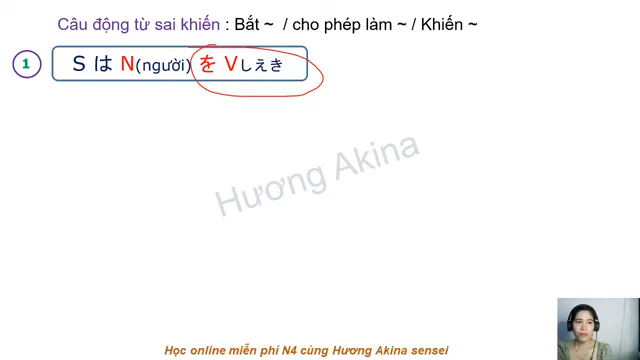 Câu động từ sai khiến : Bắt ~ / cho phép làm ~ / Khiến ~
1 S は N(người) を Vしえき
Hương Akina
Học online miễn phí N4 cùng Hương Akina sensei